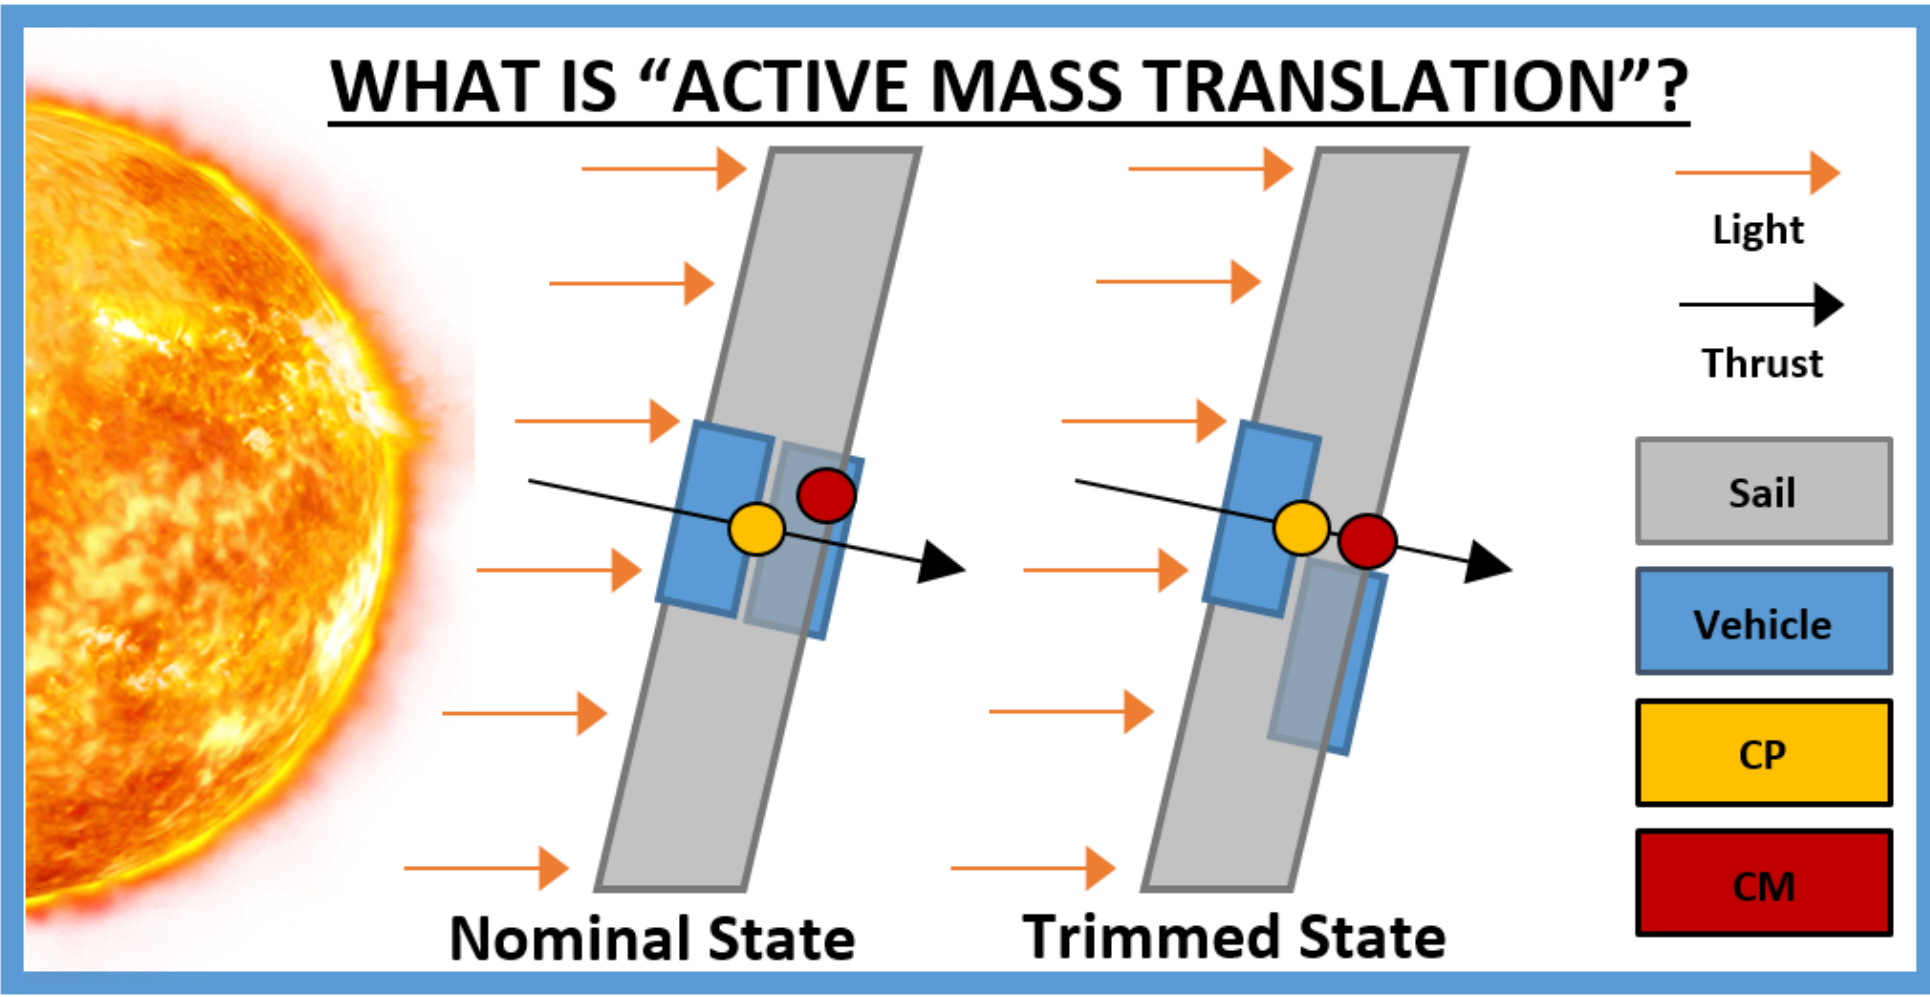 WHAT IS “ACTIVE MASS TRANSLATION”?
Light
Thrust
Sail
Vehicle
CP
CM
Nominal State
Trimmed State